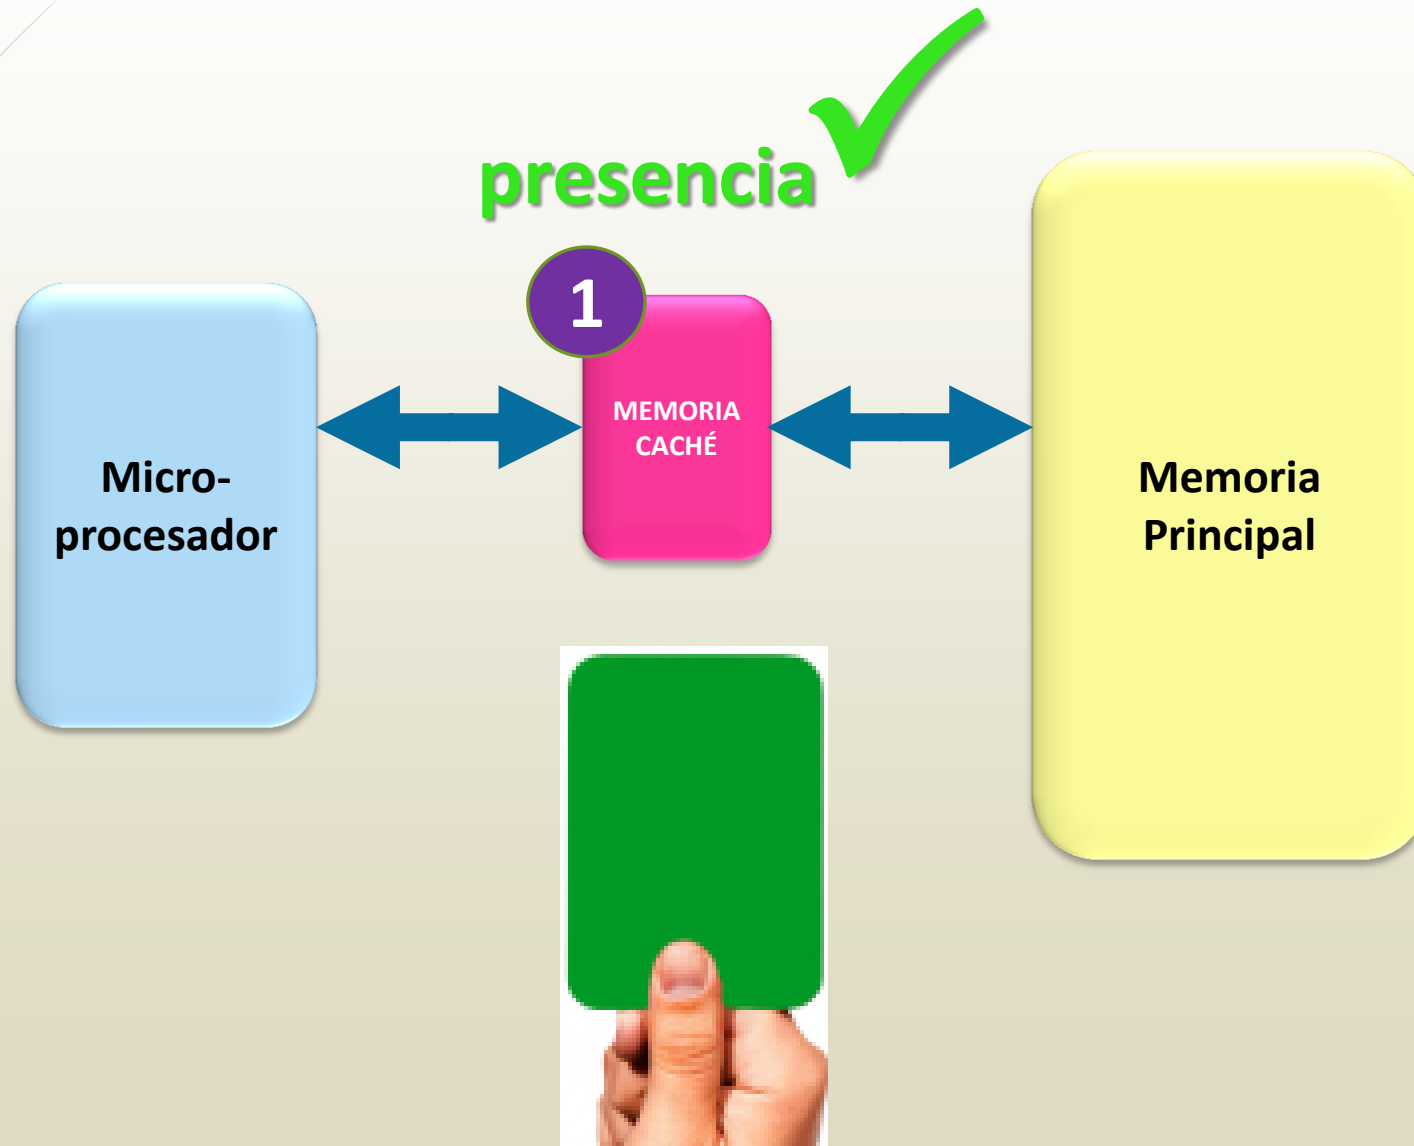 presencia
1
MEMORIA
CACHÉ
Micro-
procesador
Memoria
Principal